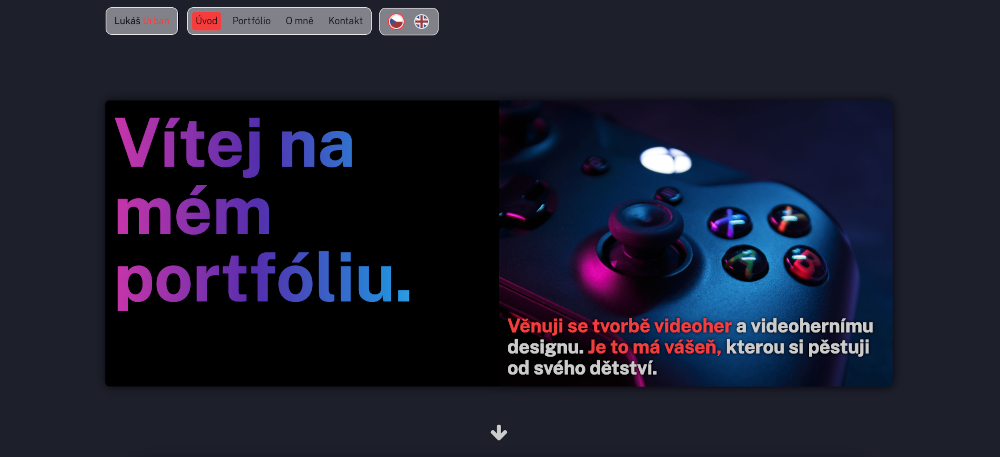 Lukáš Urban
Úvod Portfólio O mně Kontakt
Vítej na
mém
portfóliu.
Věnuji se tvorbě videoher a videohernímu
designu. Je to má vášeň, kterou si pěstuji
od svého dětství.